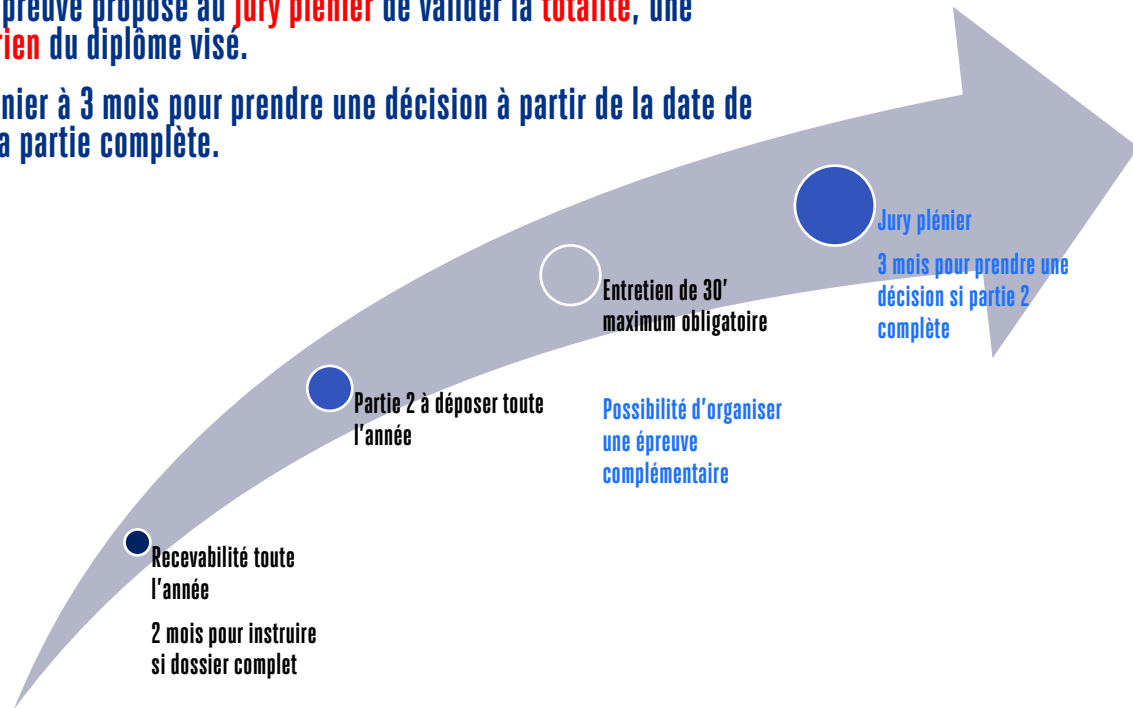 preuve propose au jury plénier de valider la totalité, une
rien du diplôme visé.
nier à 3 mois pour prendre une décision à partir de la date de
a partie complète.
Jury plénier
3 mois pour prendre une
décision si partie 2
complète
Entretien de 30’
maximum obligatoire
Possibilité d’organiser
une épreuve
complémentaire
Partie 2 à déposer toute
l’année
Recevabilité toute
l’année
2 mois pour instruire
si dossier complet